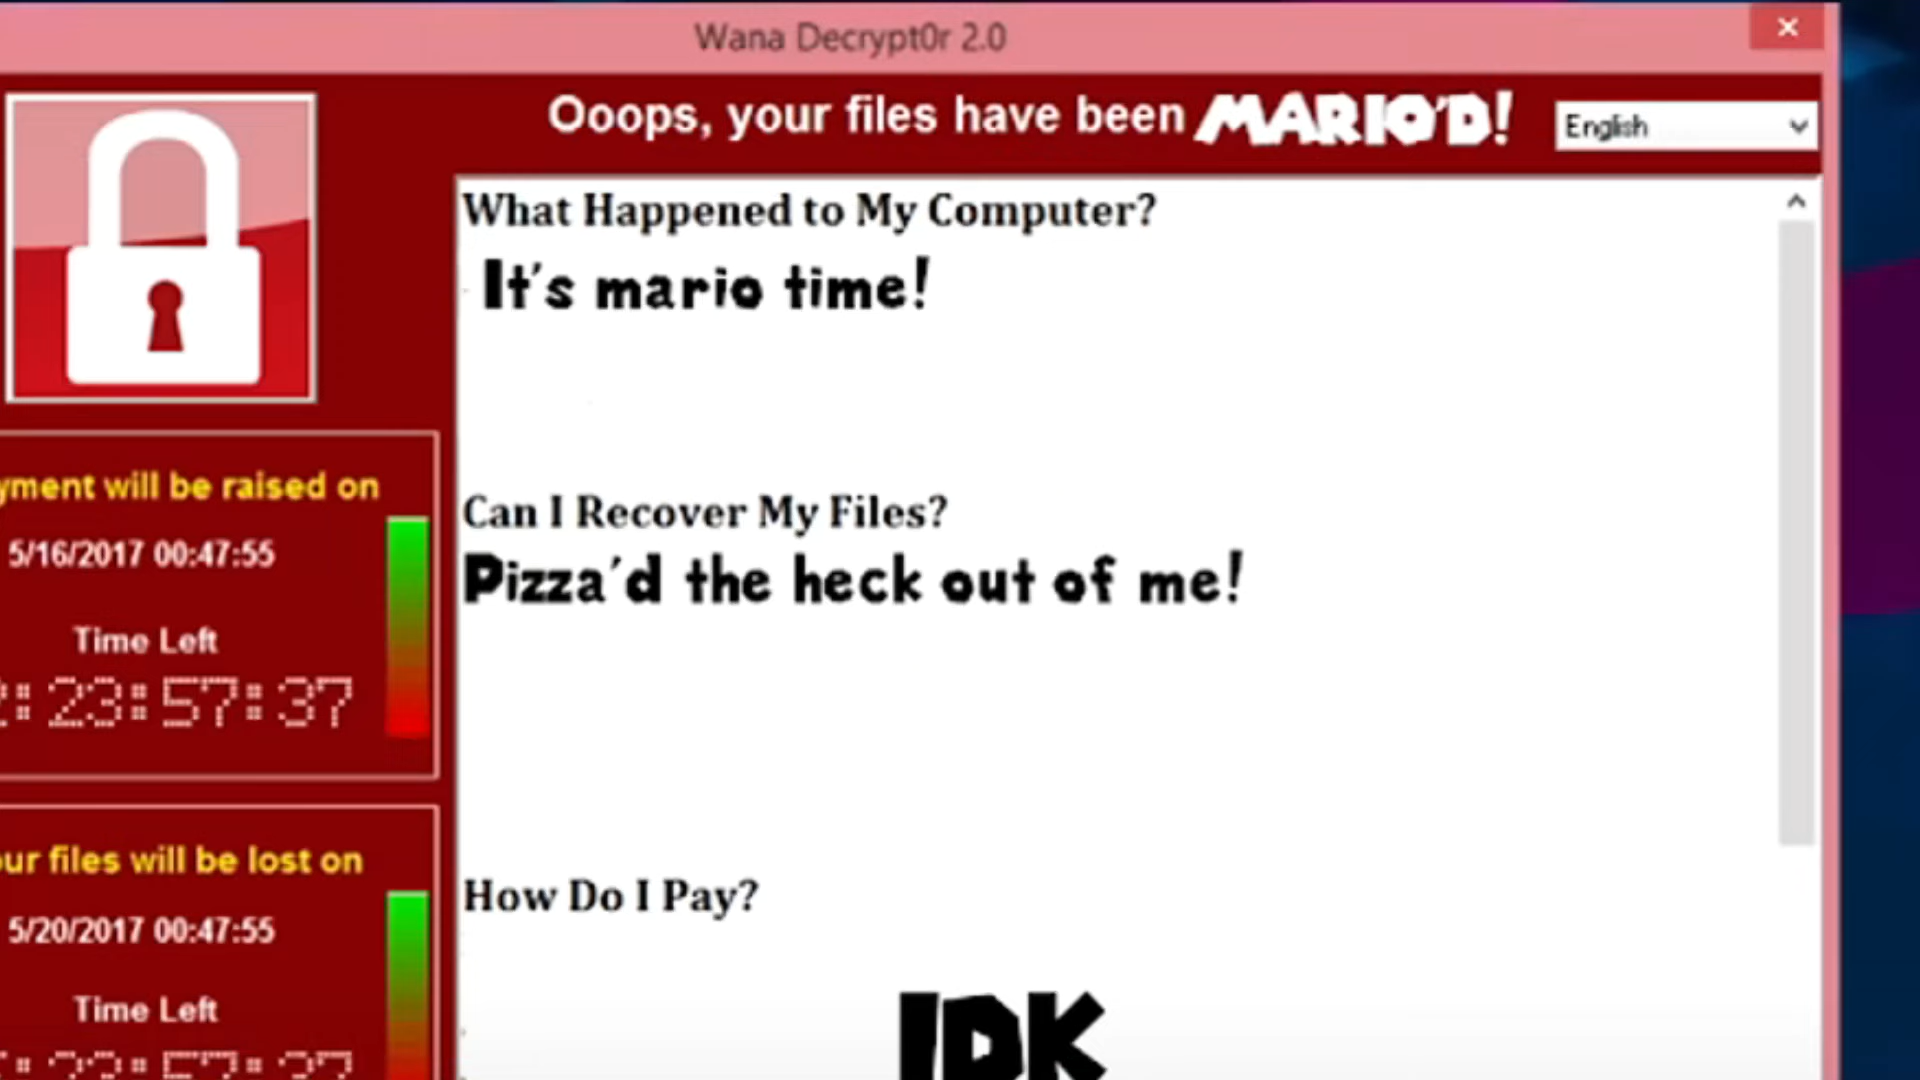 Wana Decrypt0r 2.0
Ooops, your files have been MARIO'D!
English
What Happened to My Computer?
It's mario time!
yment will be raised on
5/16/2017 00:47:55
Time Left
:23:57:37
Can I Recover My Files?
Pizza'd the heck out of me!
ur files will be lost on
5/20/2017 00:47:55
Time Left
:23:57:37
How Do I Pay?
IDK